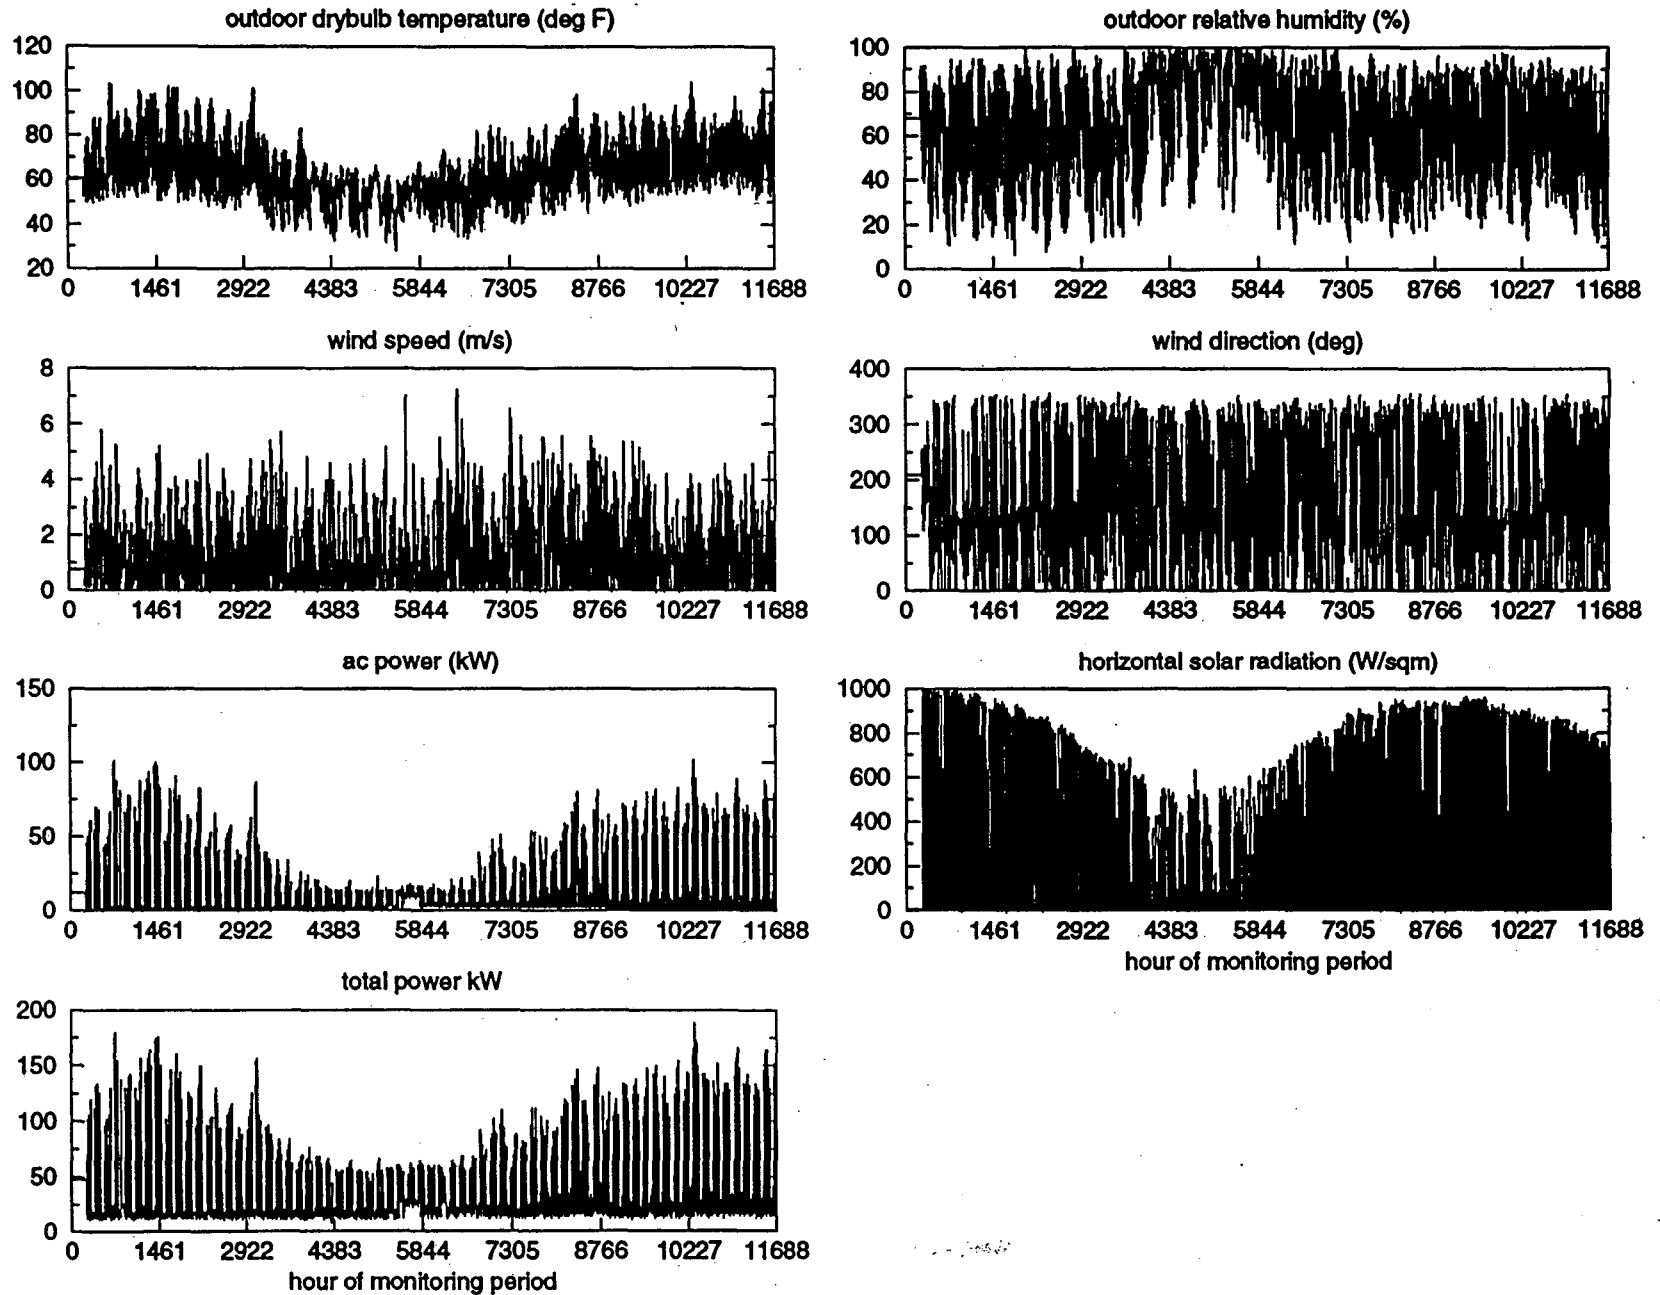 outdoor drybulb temperature (deg F)
120
100
80
60
40
20
0 1461 2922 4383 5844 7305 8766 10227 11688
outdoor relative humidity (%)
100
80
60
40
20
0
0 1461 2922 4383 5844 7305 8766 10227 11688
wind speed (m/s)
8
6
4
2
0
0 1461 2922 4383 5844 7305 8766 10227 11688
wind direction (deg)
400
300
200
100
0
0 1461 2922 4383 5844 7305 8766 10227 11688
ac power (kW)
150
100
50
0
0 1461 2922 4383 5844 7305 8766 10227 11688
horizontal solar radiation (W/sqm)
1000
800
600
400
200
0
0 1461 2922 4383 5844 7305 8766 10227 11688
hour of monitoring period
total power kW
200
150
100
50
0
0 1461 2922 4383 5844 7305 8766 10227 11688
hour of monitoring period